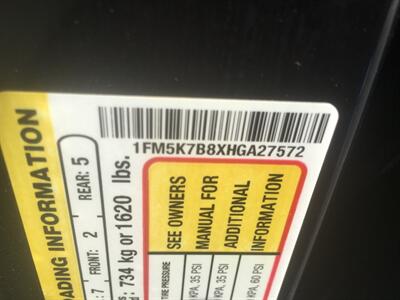 1FM5K7B8XHGA27572
LOADING INFORMATION
7 FRONT: 2 REAR: 5
734 kg or 1620 lbs.
TIRE PRESSURE
SEE OWNERS
MANUAL FOR
ADDITIONAL
INFORMATION
KPA, 35 PSI
KPA, 35 PSI
KPA, 60 PSI